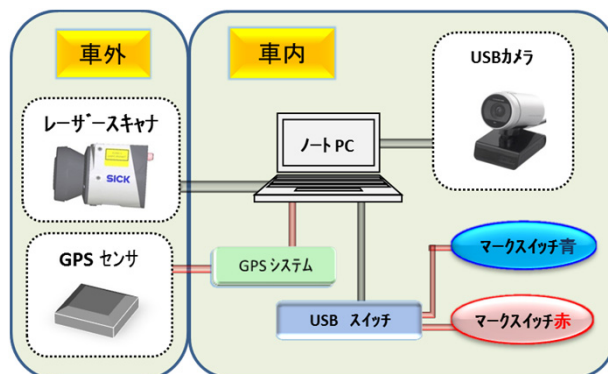 車外
車内
レーザースキャナ
SICK
GPS センサ
ノートPC
USBカメラ
GPSシステム
USB スイッチ
マークスイッチ青
マークスイッチ赤